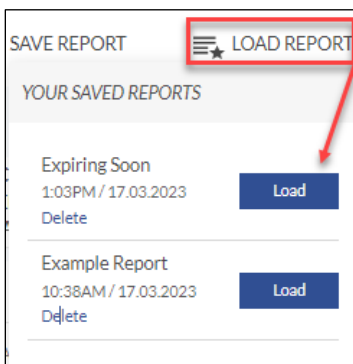 SAVE REPORT LOAD REPORT
YOUR SAVED REPORTS
Expiring Soon
1:03PM / 17.03.2023
Load
Delete
Example Report
10:38AM / 17.03.2023
Load
Delete